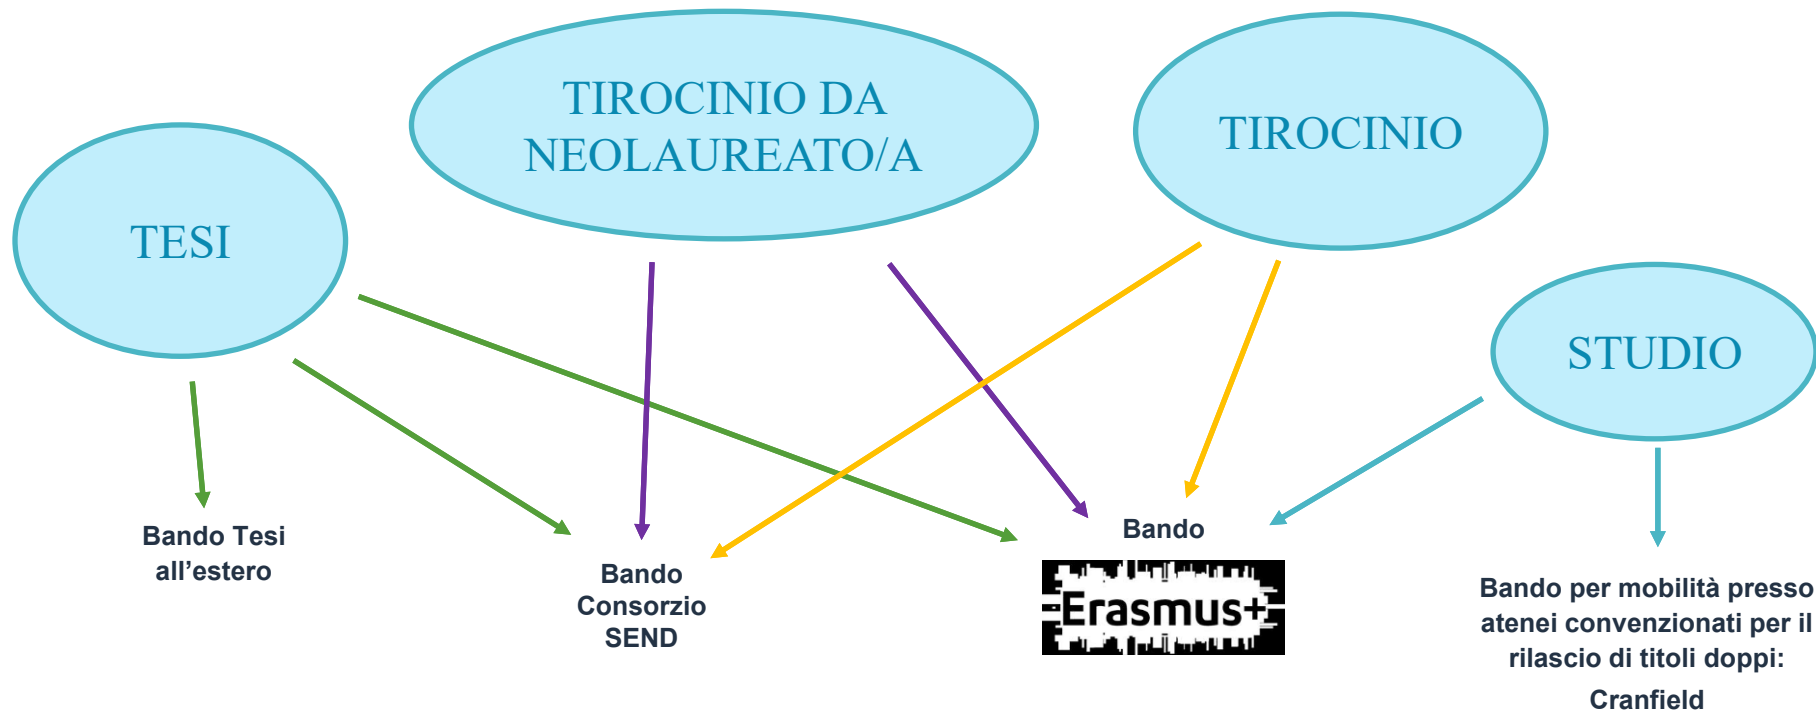 TESI
TIROCINIO DA
NEOLAUREATO/A
TIROCINIO
STUDIO
Bando Tesi
all’estero
Bando
Consorzio
SEND
Bando
Erasmus+
Bando per mobilità presso
atenei convenzionati per il
rilascio di titoli doppi:
Cranfield